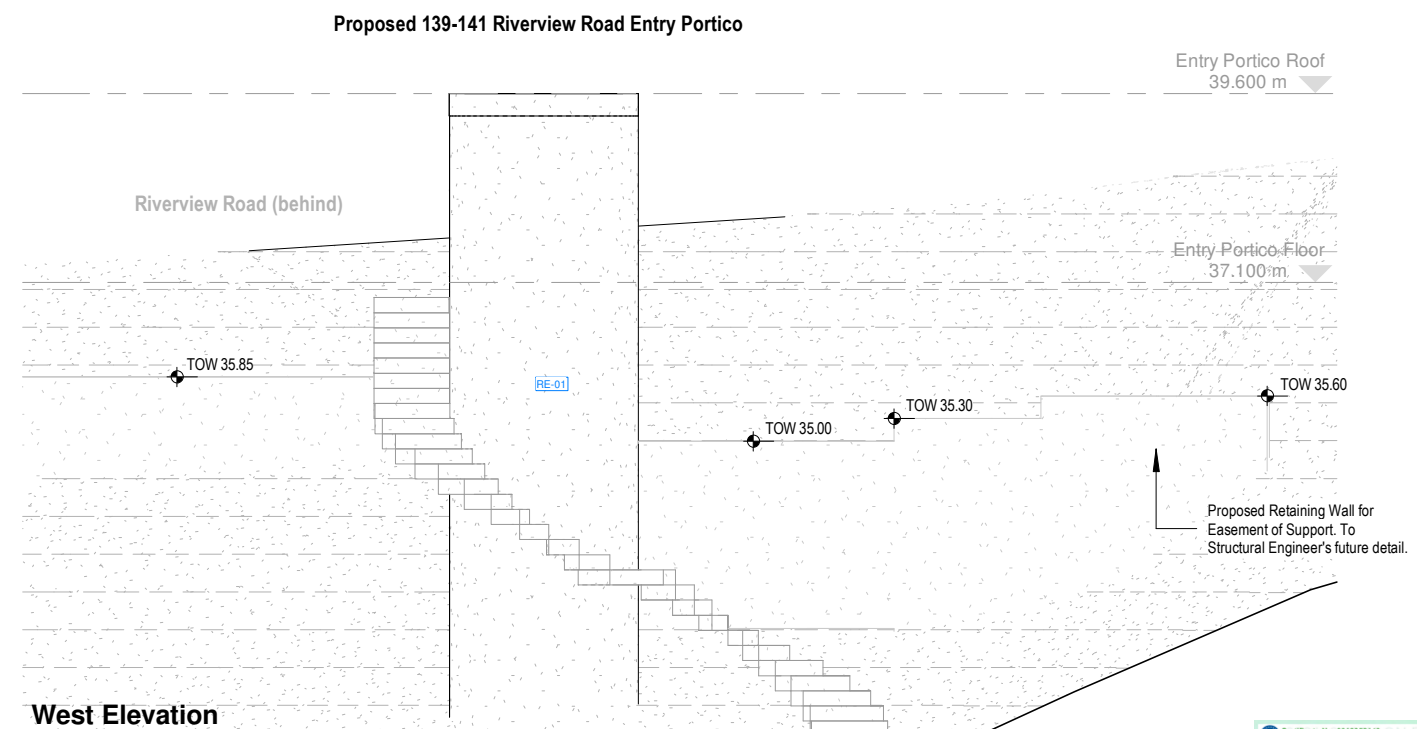 Proposed 139-141 Riverview Road Entry Portico
Entry Portico Roof
39.600 m
Riverview Road (behind)
Entry Portico Floor
37.100 m
TOW 35.85
RE-01
TOW 35.60
TOW 35.30
TOW 35.00
Proposed Retaining Wall for
Easement of Support. To
Structural Engineer's future detail.
West Elevation